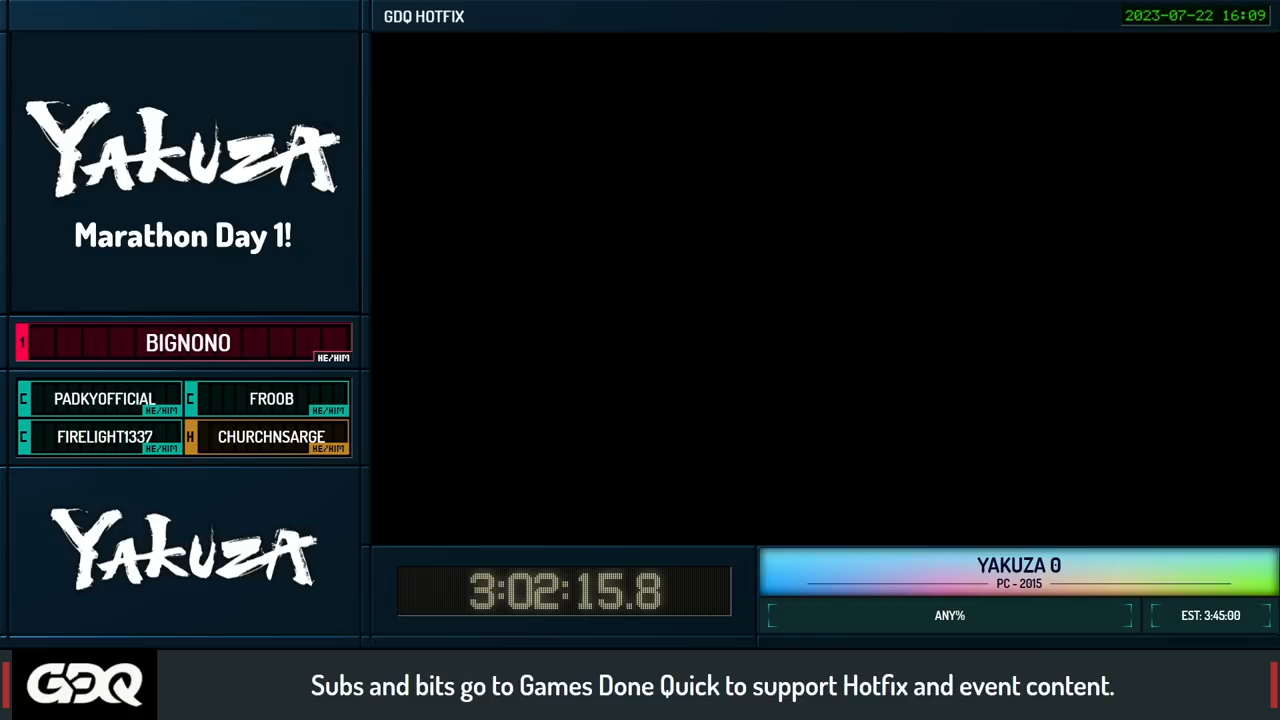 GDQ HOTFIX
2023-07-22 16:09
YAKUZA
Marathon Day 1!
1
BIGNONO
HE/HIM
C PADKYOFFICIAL HE/HIM
C FROOB HE/HIM
C FIRELIGHT1337 HE/HIM
H CHURCHNSARGE HE/HIM
YAKUZA
3:02:15.8
YAKUZA 0
PC - 2015
ANY%
EST: 3:45:00
GDQ
Subs and bits go to Games Done Quick to support Hotfix and event content.